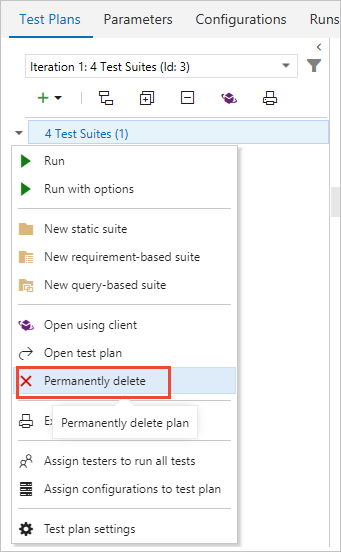 Test Plans Parameters Configurations Runs
Iteration 1: 4 Test Suites (Id: 3)
4 Test Suites (1)
Run
Run with options
New static suite
New requirement-based suite
New query-based suite
Open using client
Open test plan
Permanently delete
Permanently delete plan
Assign testers to run all tests
Assign configurations to test plan
Test plan settings